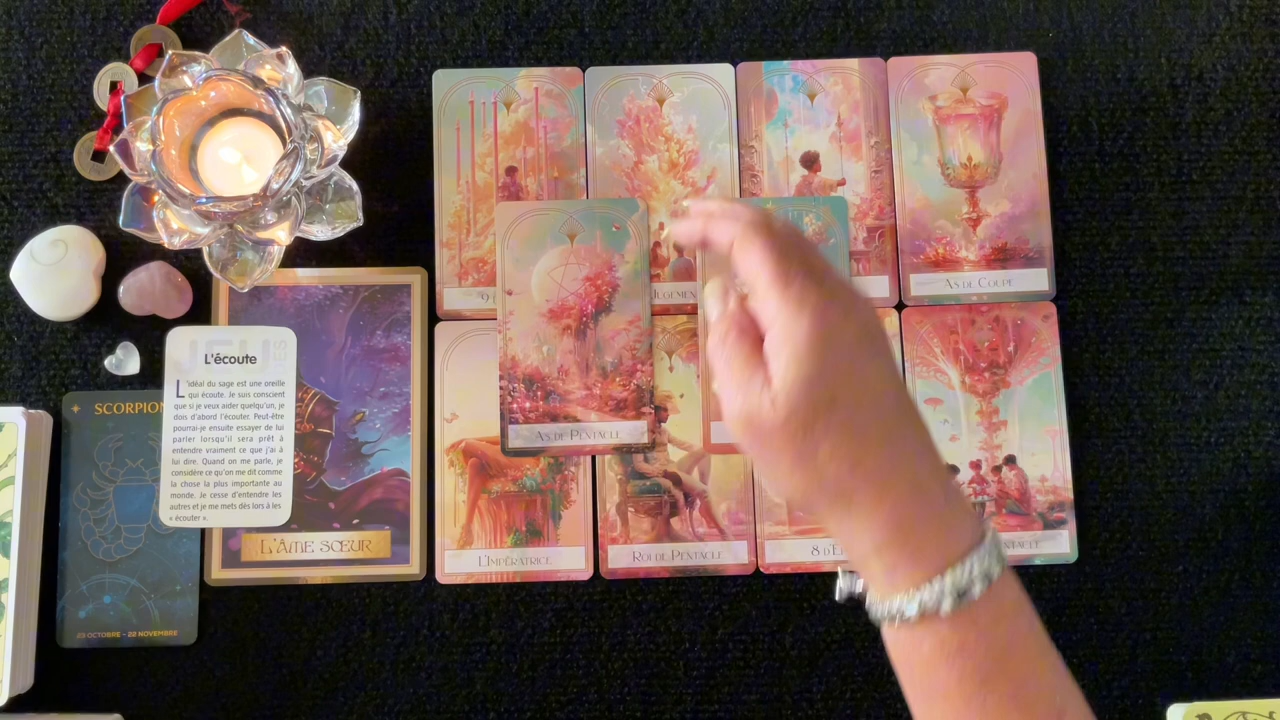 AS DE COUPE
JUGEMEN
9
AS DE PENTACLE
L'écoute
L'idéal du sage est une oreille
qui écoute. Je suis conscient
que si je veux aider quelqu'un, je
dois d'abord l'écouter. Peut-être
pourrai-je ensuite essayer de lui
parler lorsqu'il sera prêt à
entendre vraiment ce que j'ai à
lui dire. Quand on me parle, je
considère ce qu'on me dit comme
la chose la plus importante au
monde. Je cesse d'entendre les
autres et je me mets dès lors à les
« écouter ».
SCORPION
23 OCTOBRE - 22 NOVEMBRE
L'ÂME SŒUR
L'IMPÉRATRICE
ROI DE PENTACLE
8 D'É
NTACLE